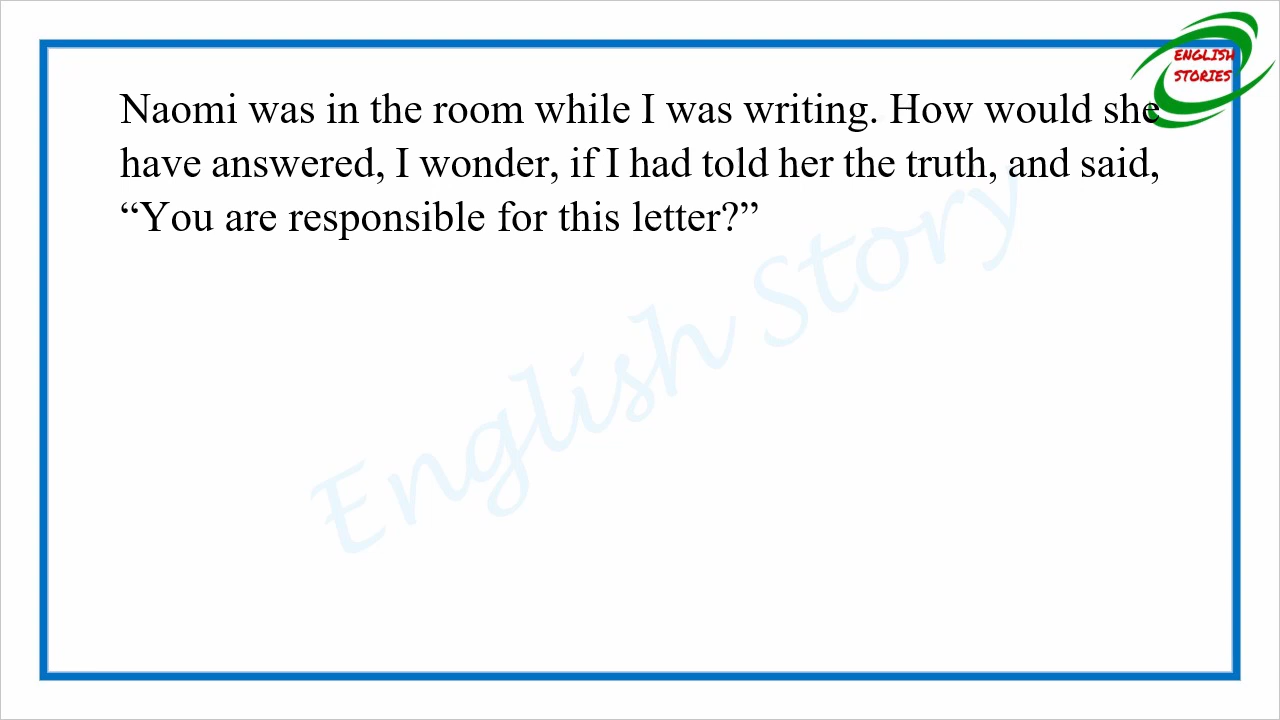 ENGLISH
STORIES
Naomi was in the room while I was writing. How would she
have answered, I wonder, if I had told her the truth, and said,
“You are responsible for this letter?”
English Story